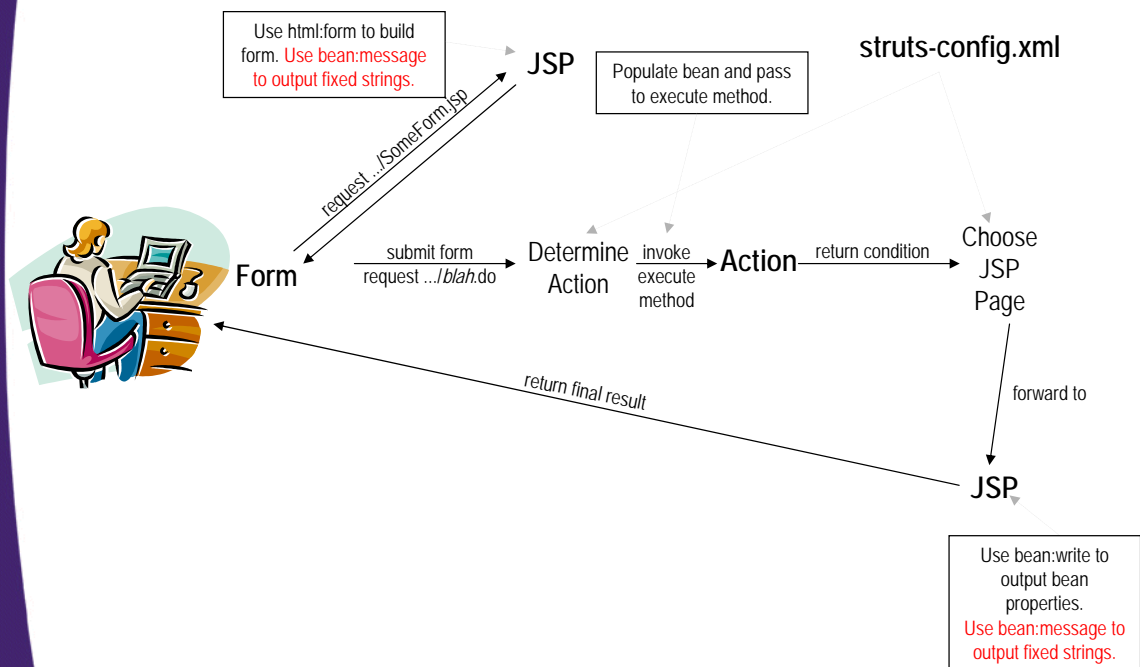 Use html:form to build
form. Use bean:message
to output fixed strings.
JSP
struts-config.xml
Populate bean and pass
to execute method.
request .../SomeForm.jsp
Form
submit form
request .../blah.do
Determine
Action
invoke
execute
method
Action
return condition
Choose
JSP
Page
return final result
forward to
JSP
Use bean:write to
output bean
properties.
Use bean:message to
output fixed strings.